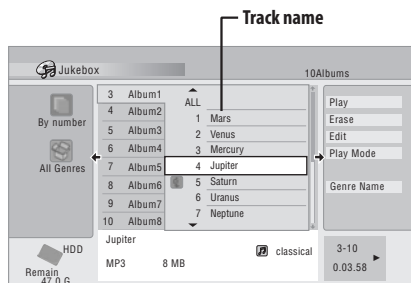 Track name
Jukebox
10Albums
By number
All Genres
3 Album1
4 Album2
5 Album3
6 Album4
7 Album5
8 Album6
9 Album7
10 Album8
ALL
1 Mars
2 Venus
3 Mercury
4 Jupiter
5 Saturn
6 Uranus
7 Neptune
Play
Erase
Edit
Play Mode
Genre Name
HDD
Remain
47.0 G
Jupiter
MP3 8 MB
classical
3-10
0.03.58